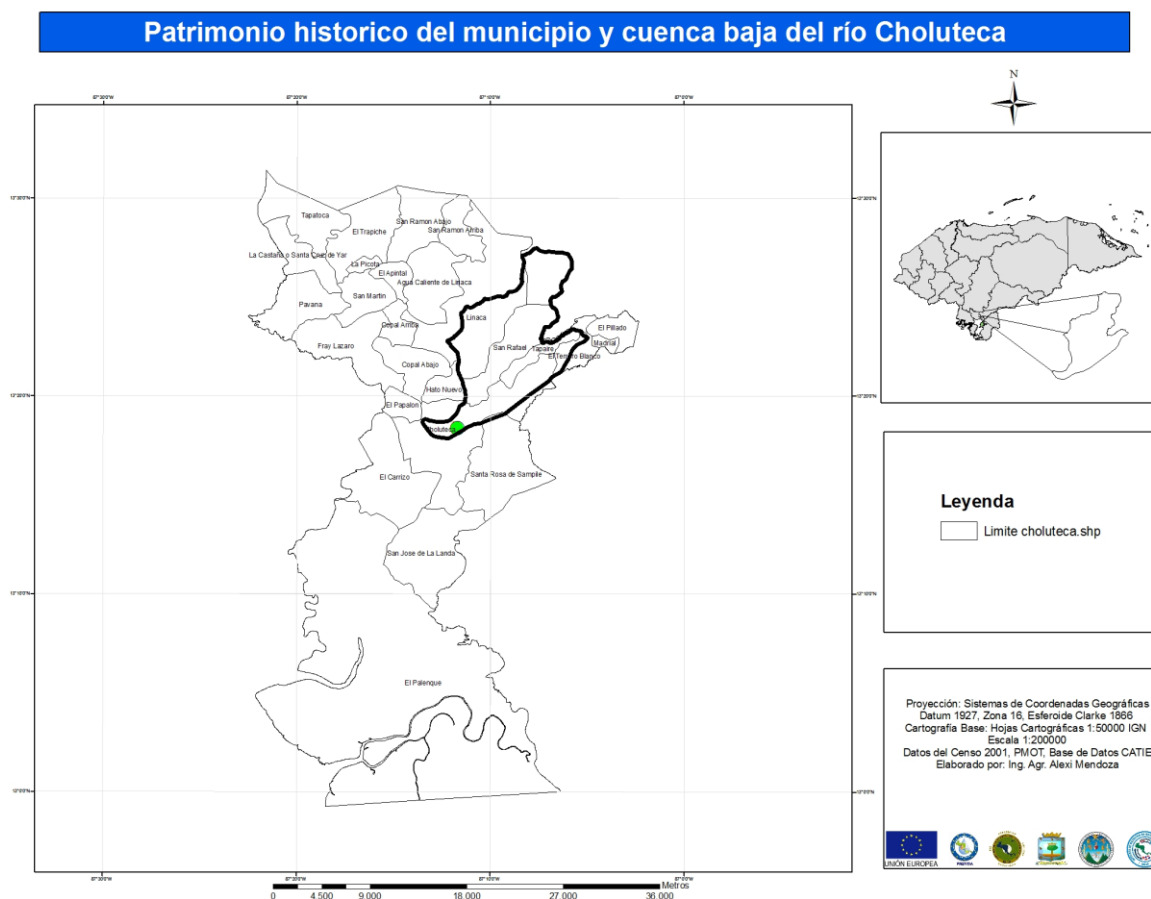 Patrimonio historico del municipio y cuenca baja del río Choluteca
N
Tapatoca
San Ramon Abajo
El Trapiche
San Ramon Arriba
La Castaña o Santa Cruz de Yar
La Picota
El Apintal
Agua Caliente de Linaca
San Martin
Pavana
Linaca
Copal Arriba
El Pillado
Fray Lazaro
San Rafael
Tapaire
Madrial
El Ternero Blanco
Copal Abajo
Hato Nuevo
El Papalon
Choluteca
El Carrizo
Santa Rosa de Sampile
San Jose de La Landa
El Palenque
Leyenda
Limite choluteca.shp
Proyección: Sistemas de Coordenadas Geográficas
Datum 1927, Zona 16, Esferoide Clarke 1866
Cartografía Base: Hojas Cartográficas 1:50000 IGN
Escala 1:200000
Datos del Censo 2001, PMOT, Base de Datos CATIE
Elaborado por: Ing. Agr. Alexi Mendoza
UNIÓN EUROPEA
Metros
0 4.500 9 000 18 000 27 000 36 000